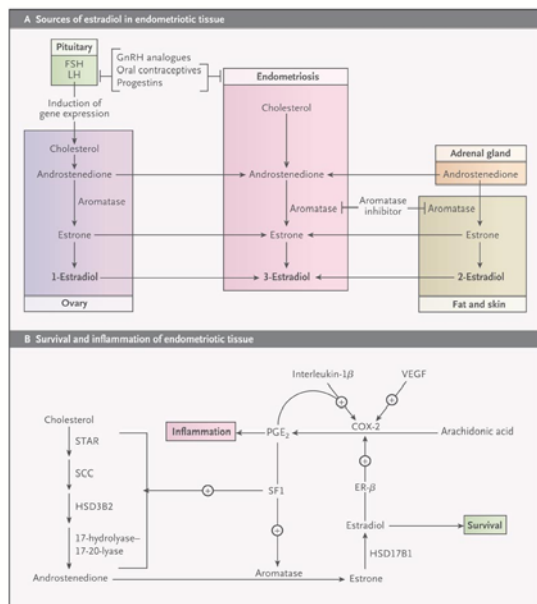 A Sources of estradiol in endometriotic tissue
Pituitary
FSH
LH
GnRH analogues
Oral contraceptives
Progestins
Endometriosis
Induction of
gene expression
Cholesterol
Cholesterol
Androstenedione
Androstenedione
Adrenal gland
Androstenedione
Aromatase
Aromatase
Aromatase
inhibitor
Aromatase
Estrone
Estrone
Estrone
1-Estradiol
3-Estradiol
2-Estradiol
Ovary
Fat and skin
B Survival and inflammation of endometriotic tissue
Interleukin-1β
VEGF
+
+
Cholesterol
Inflammation
PGE2
COX-2
Arachidonic acid
STAR
+
SCC
+
SF1
ER-β
HSD3B2
+
Estradiol
Survival
17-hydrolyase–
17-20-lyase
HSD17B1
Androstenedione
Aromatase
Estrone